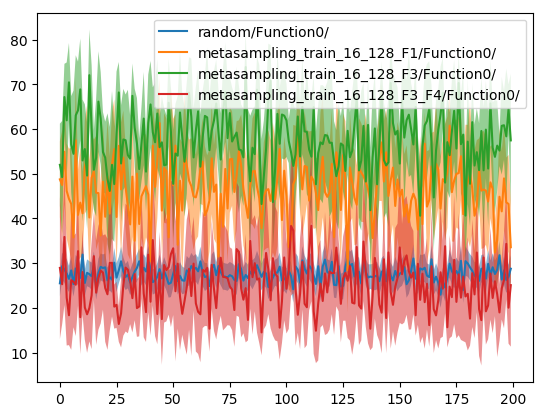 random/Function0/
metasampling_train_16_128_F1/Function0/
metasampling_train_16_128_F3/Function0/
metasampling_train_16_128_F3_F4/Function0/
80
70
60
50
40
30
20
10
0 25 50 75 100 125 150 175 200